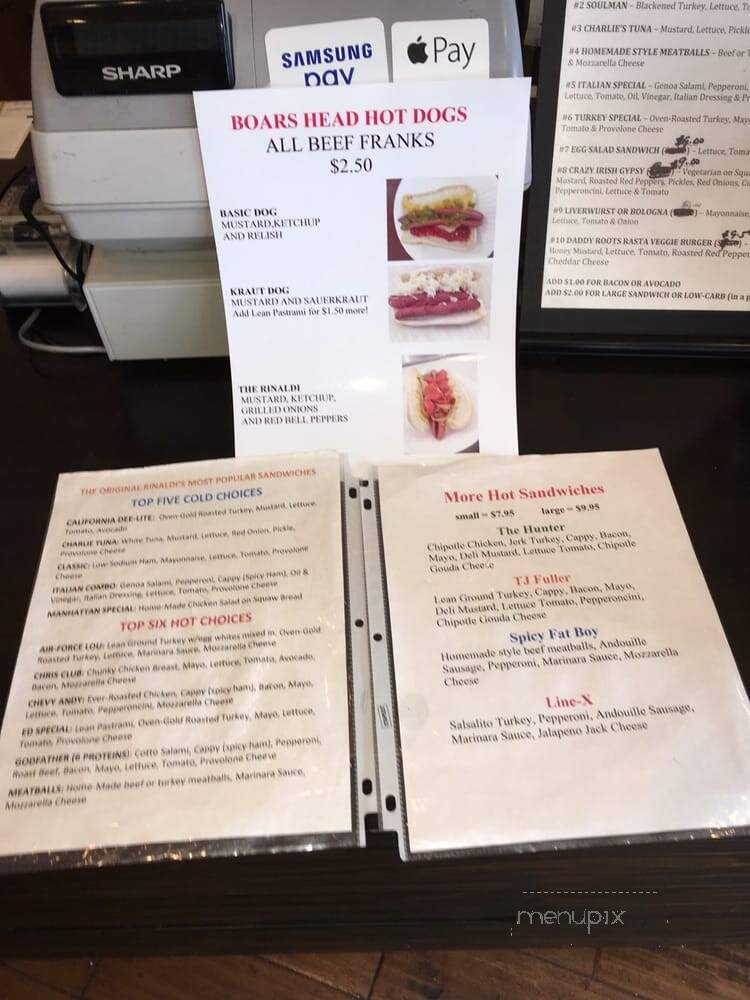 SHARP
SAMSUNG
pay
Pay
BOARS HEAD HOT DOGS
ALL BEEF FRANKS
$2.50
BASIC DOG
MUSTARD,KETCHUP
AND RELISH
KRAUT DOG
MUSTARD AND SAUERKRAUT
Add Lean Pastrami for $1.50 more!
THE RINALDI
MUSTARD, KETCHUP,
GRILLED ONIONS
AND RED BELL PEPPERS
#2 SOULMAN – Blackened Turkey, Lettuce,
#3 CHARLIE'S TUNA – Mustard, Lettuce,
#4 HOMEMADE STYLE MEATBALLS – Beef or
& Mozzarella Cheese
#5 ITALIAN SPECIAL – Genoa Salami, Pepperoni,
Lettuce, Tomato, Oil, Vinegar, Italian Dressing &
#6 TURKEY SPECIAL – Oven-Roasted Turkey,
Tomato & Provolone Cheese
#7 EGG SALAD SANDWICH ( ) – Lettuce,
#8 CRAZY IRISH GYPSY ( ) – Vegetarian on
Mustard, Roasted Red Peppers, Pickles, Red Onions,
Pepperoncini, Lettuce & Tomato
#9 LIVERWURST OR BOLOGNA ( ) – Mayonnaise,
Lettuce, Tomato & Onion
#10 DADDY ROOTS RASTA VEGGIE BURGER ( )
Honey Mustard, Lettuce, Tomato, Roasted Red Pepper
Cheddar Cheese
ADD $1.00 FOR BACON OR AVOCADO
ADD $2.00 FOR LARGE SANDWICH OR LOW-CARB (in a
THE ORIGINAL RINALDI'S MOST POPULAR SANDWICHES
TOP FIVE COLD CHOICES
CALIFORNIA DEE-LITE: Oven-Gold Roasted Turkey, Mustard, Lettuce,
Tomato, Avocado
CHARLIE TUNA: White Tuna, Mustard, Lettuce, Red Onion, Pickle,
Provolone Cheese
CLASSIC: Low-Sodium Ham, Mayonnaise, Lettuce, Tomato, Provolone
Cheese
ITALIAN COMBO: Genoa Salami, Pepperoni, Cappy (Spicy Ham), Oil &
Vinegar, Italian Dressing, Lettuce, Tomato, Provolone Cheese
MANHATTAN SPECIAL: Home-Made Chicken Salad on Squaw Bread
TOP SIX HOT CHOICES
AIR-FORCE LOU: Lean Ground Turkey w/egg whites mixed in, Oven-Gold
Roasted Turkey, Lettuce, Marinara Sauce, Mozzarella Cheese
CHRIS CLUB: Chunky Chicken Breast, Mayo, Lettuce, Tomato, Avocado,
Bacon, Mozzarella Cheese
CHEVY ANDY: Ever-Roasted Chicken, Cappy (spicy ham), Bacon, Mayo,
Lettuce, Tomato, Pepperoncini, Mozzarella Cheese
ED SPECIAL: Lean Pastrami, Oven-Gold Roasted Turkey, Mayo, Lettuce,
Tomato, Provolone Cheese
GODFATHER (6 PROTEINS): Cotto Salami, Cappy (spicy ham), Pepperoni,
Roast Beef, Bacon, Mayo, Lettuce, Tomato, Provolone Cheese
MEATBALLS: Home-Made beef or turkey meatballs, Marinara Sauce,
Mozzarella Cheese
More Hot Sandwiches
small = $7.95 large = $9.95
The Hunter
Chipotle Chicken, Jerk Turkey, Cappy, Bacon,
Mayo, Deli Mustard, Lettuce Tomato, Chipotle
Gouda Cheese
TJ Fuller
Lean Ground Turkey, Cappy, Bacon, Mayo,
Deli Mustard, Lettuce Tomato, Pepperoncini,
Chipotle Gouda Cheese
Spicy Fat Boy
Homemade style beef meatballs, Andouille
Sausage, Pepperoni, Marinara Sauce, Mozzarella
Cheese
Line-X
Salsalito Turkey, Pepperoni, Andouille Sausage,
Marinara Sauce, Jalapeno Jack Cheese
menupix